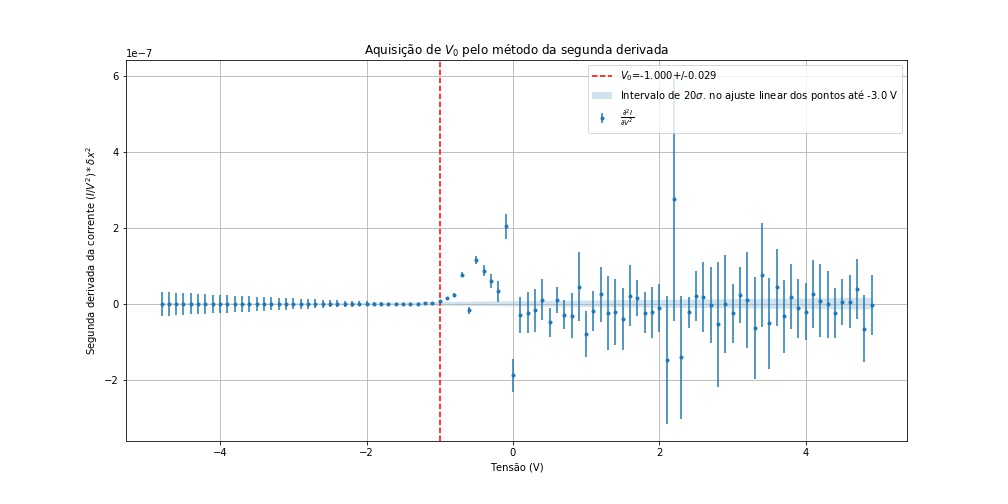 Aquisição de $V_0$ pelo método da segunda derivada
1e−7
V₀=-1.000+/-0.029
Intervalo de 20σ. no ajuste linear dos pontos até -3.0 V
∂²I/∂V²
6
4
2
0
−2
Segunda derivada da corrente (I/V²) * δx²
−4
−2
0
2
4
Tensão (V)